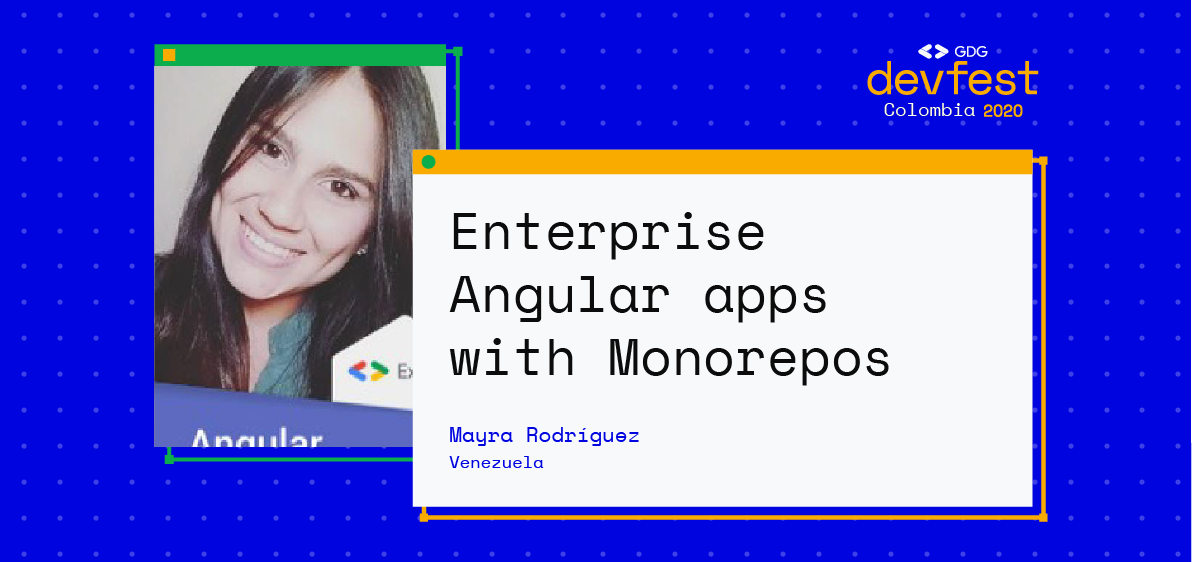 GDG
devfest
Colombia 2020
Enterprise
Angular apps
with Monorepos
Mayra Rodríguez
Venezuela
Angular